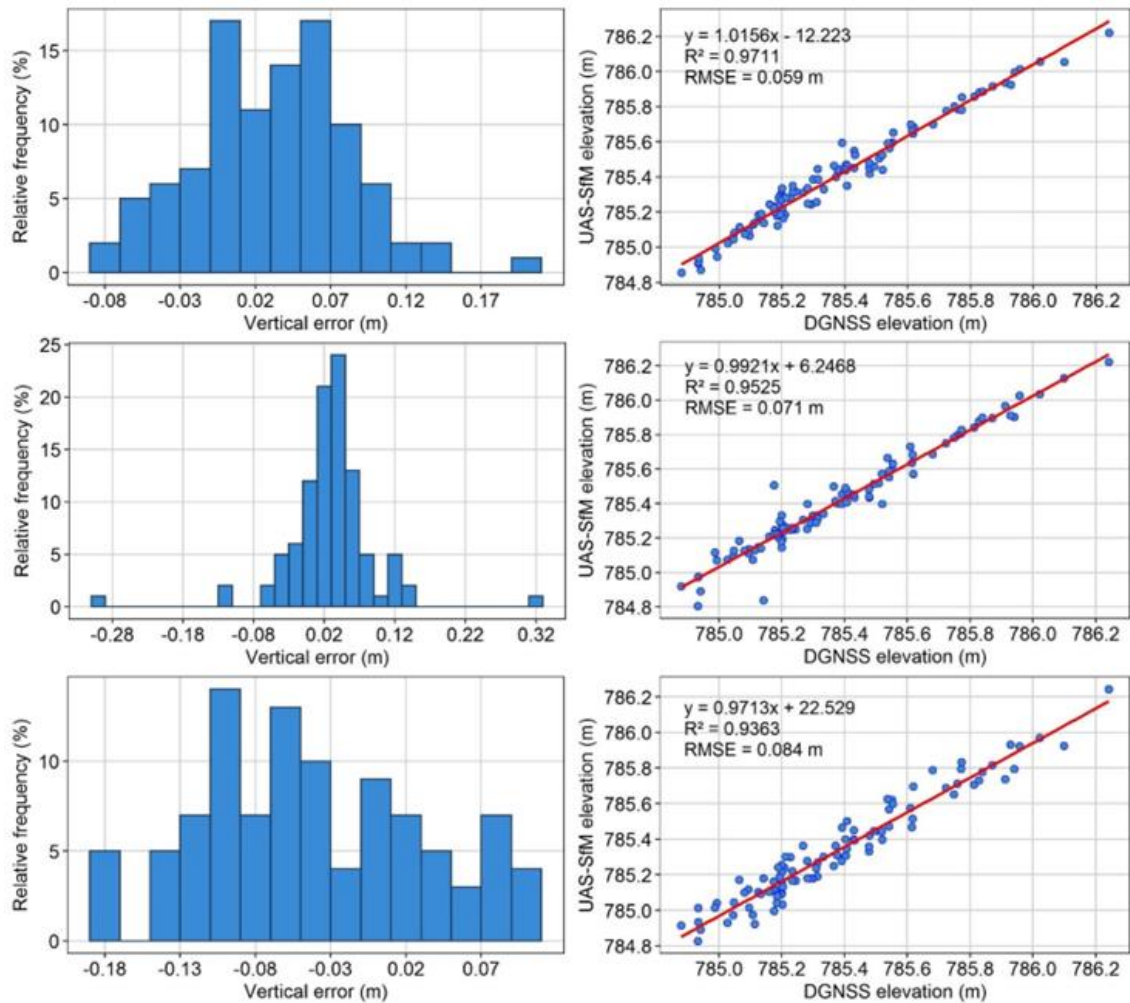 Relative frequency (%)
15
10
5
0
-0.08 -0.03 0.02 0.07 0.12 0.17
Vertical error (m)
UAS-SfM elevation (m)
786.2
786.0
785.8
785.6
785.4
785.2
785.0
784.8
y = 1.0156x - 12.223
R² = 0.9711
RMSE = 0.059 m
785.0 785.2 785.4 785.6 785.8 786.0 786.2
DGNSS elevation (m)
Relative frequency (%)
25
20
15
10
5
0
-0.28 -0.18 -0.08 0.02 0.12 0.22 0.32
Vertical error (m)
UAS-SfM elevation (m)
786.2
786.0
785.8
785.6
785.4
785.2
785.0
784.8
y = 0.9921x + 6.2468
R² = 0.9525
RMSE = 0.071 m
785.0 785.2 785.4 785.6 785.8 786.0 786.2
DGNSS elevation (m)
Relative frequency (%)
10
5
0
-0.18 -0.13 -0.08 -0.03 0.02 0.07
Vertical error (m)
UAS-SfM elevation (m)
786.2
786.0
785.8
785.6
785.4
785.2
785.0
784.8
y = 0.9713x + 22.529
R² = 0.9363
RMSE = 0.084 m
785.0 785.2 785.4 785.6 785.8 786.0 786.2
DGNSS elevation (m)